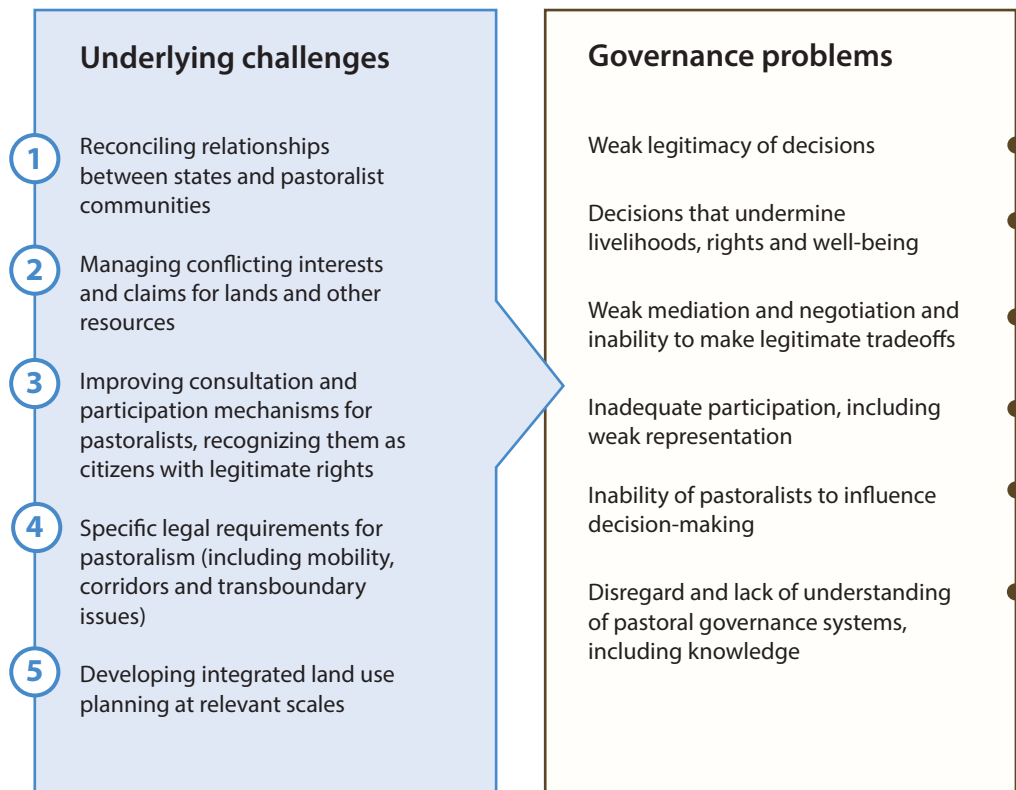 Underlying challenges
1
Reconciling relationships
between states and pastoralist
communities
2
Managing conflicting interests
and claims for lands and other
resources
3
Improving consultation and
participation mechanisms for
pastoralists, recognizing them as
citizens with legitimate rights
4
Specific legal requirements for
pastoralism (including mobility,
corridors and transboundary
issues)
5
Developing integrated land use
planning at relevant scales
Governance problems
Weak legitimacy of decisions
Decisions that undermine
livelihoods, rights and well-being
Weak mediation and negotiation and
inability to make legitimate tradeoffs
Inadequate participation, including
weak representation
Inability of pastoralists to influence
decision-making
Disregard and lack of understanding
of pastoral governance systems,
including knowledge